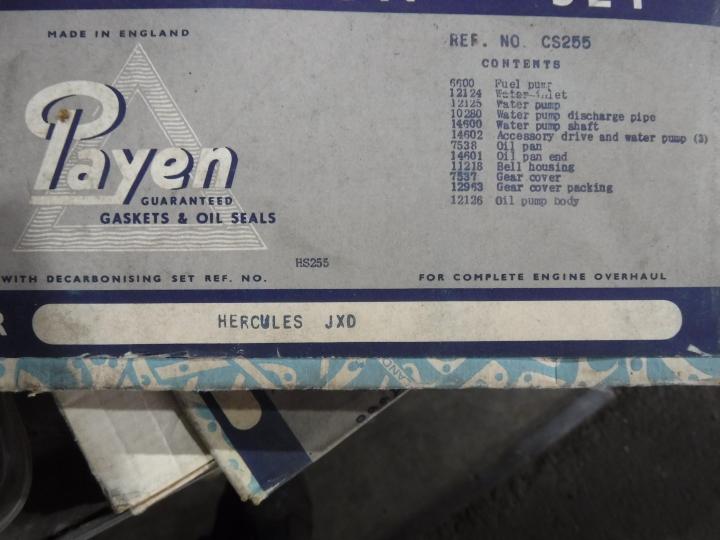 SET
MADE IN ENGLAND
Payen
GUARANTEED
GASKETS & OIL SEALS
REF. NO. CS255
CONTENTS
6600 Fuel pump
12124 Water inlet
12125 Water pump
10280 Water pump discharge pipe
14600 Water pump shaft
14602 Accessory drive and water pump (3)
7538 Oil pan
14601 Oil pan end
11218 Bell housing
7537 Gear cover
12963 Gear cover packing
12126 Oil pump body
HS255
WITH DECARBONISING SET REF. NO.
FOR COMPLETE ENGINE OVERHAUL
R
HERCULES JXD